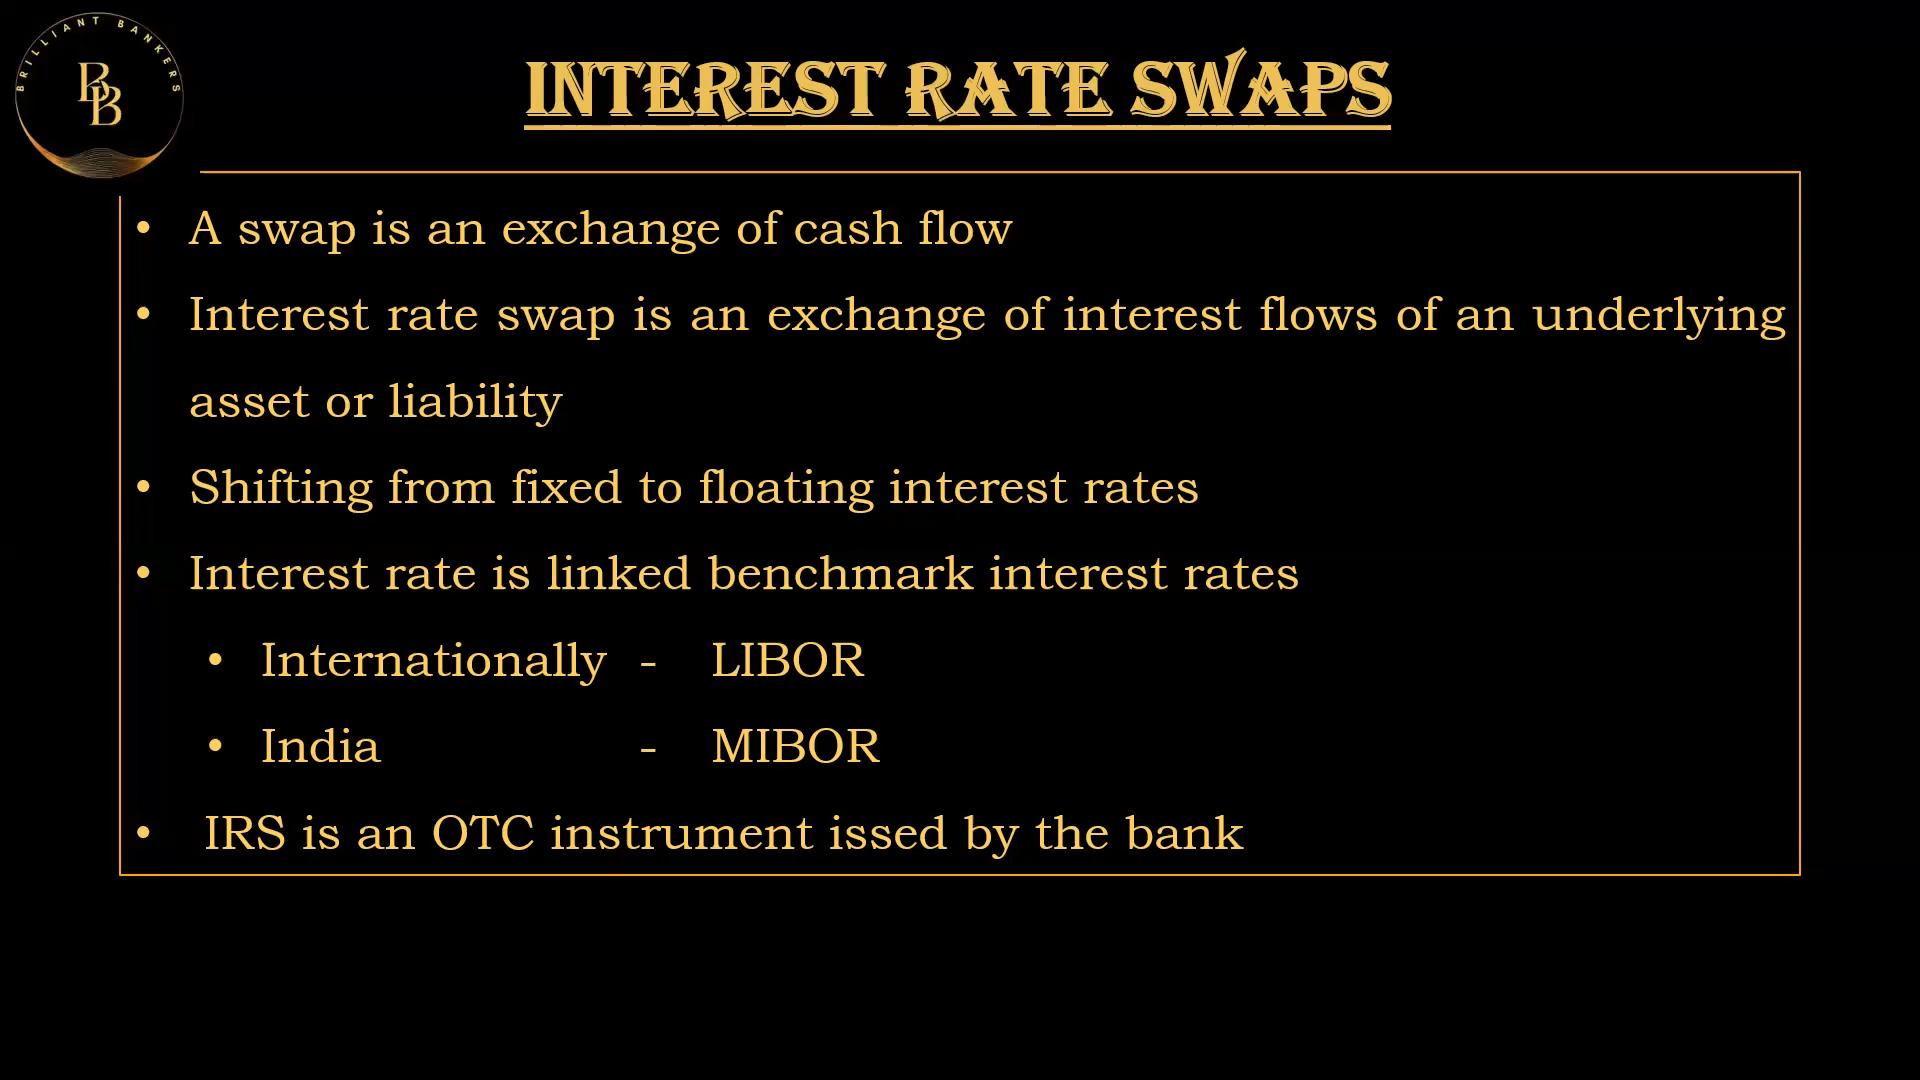 BRILLIANT BANKERS
BB
INTEREST RATE SWAPS
• A swap is an exchange of cash flow
• Interest rate swap is an exchange of interest flows of an underlying
asset or liability
• Shifting from fixed to floating interest rates
• Interest rate is linked benchmark interest rates
• Internationally - LIBOR
• India - MIBOR
• IRS is an OTC instrument issed by the bank